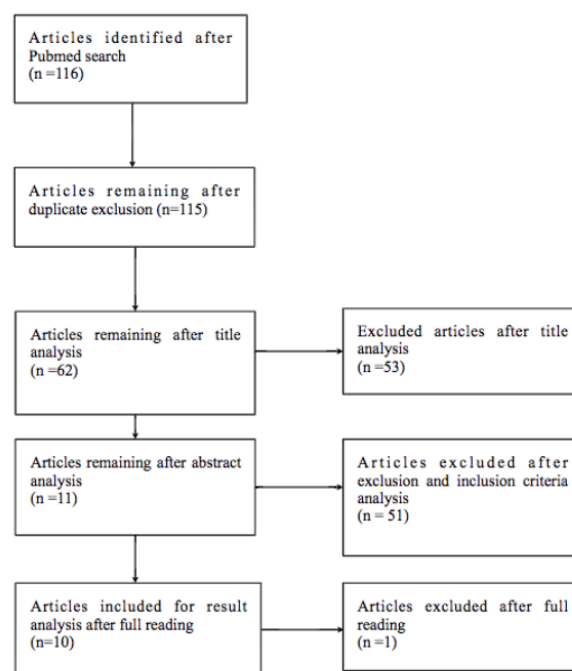 Articles identified after
Pubmed search
(n =116)
Articles remaining after
duplicate exclusion (n=115)
Articles remaining after title
analysis
(n =62)
Excluded articles after title
analysis
(n =53)
Articles remaining after abstract
analysis
(n =11)
Articles excluded after
exclusion and inclusion criteria
analysis
(n = 51)
Articles included for result
analysis after full reading
(n=10)
Articles excluded after full
reading
(n =1)